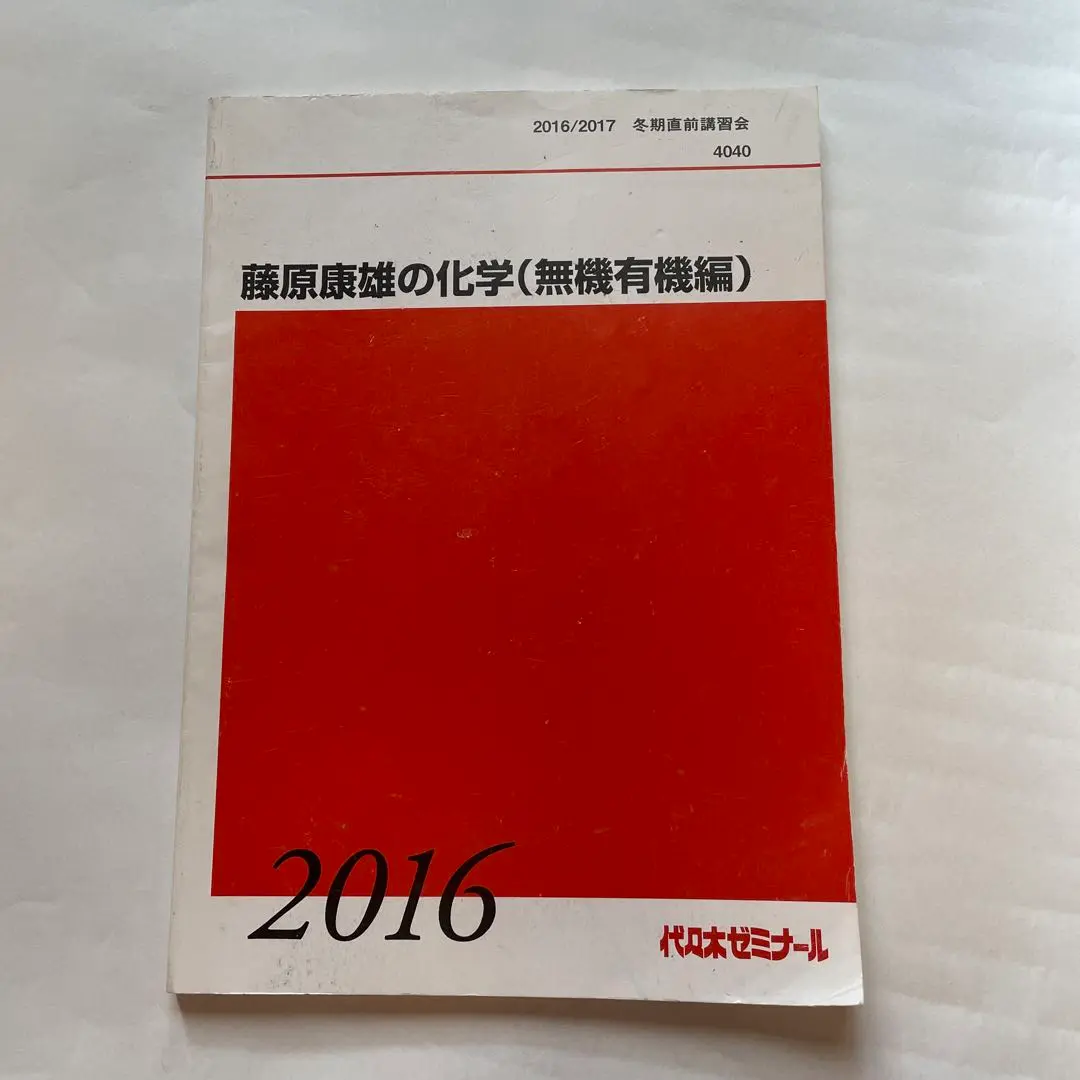 2016/2017 冬期直前講習会
4040
藤原康雄の化学(無機有機編)
2016
代々木ゼミナール